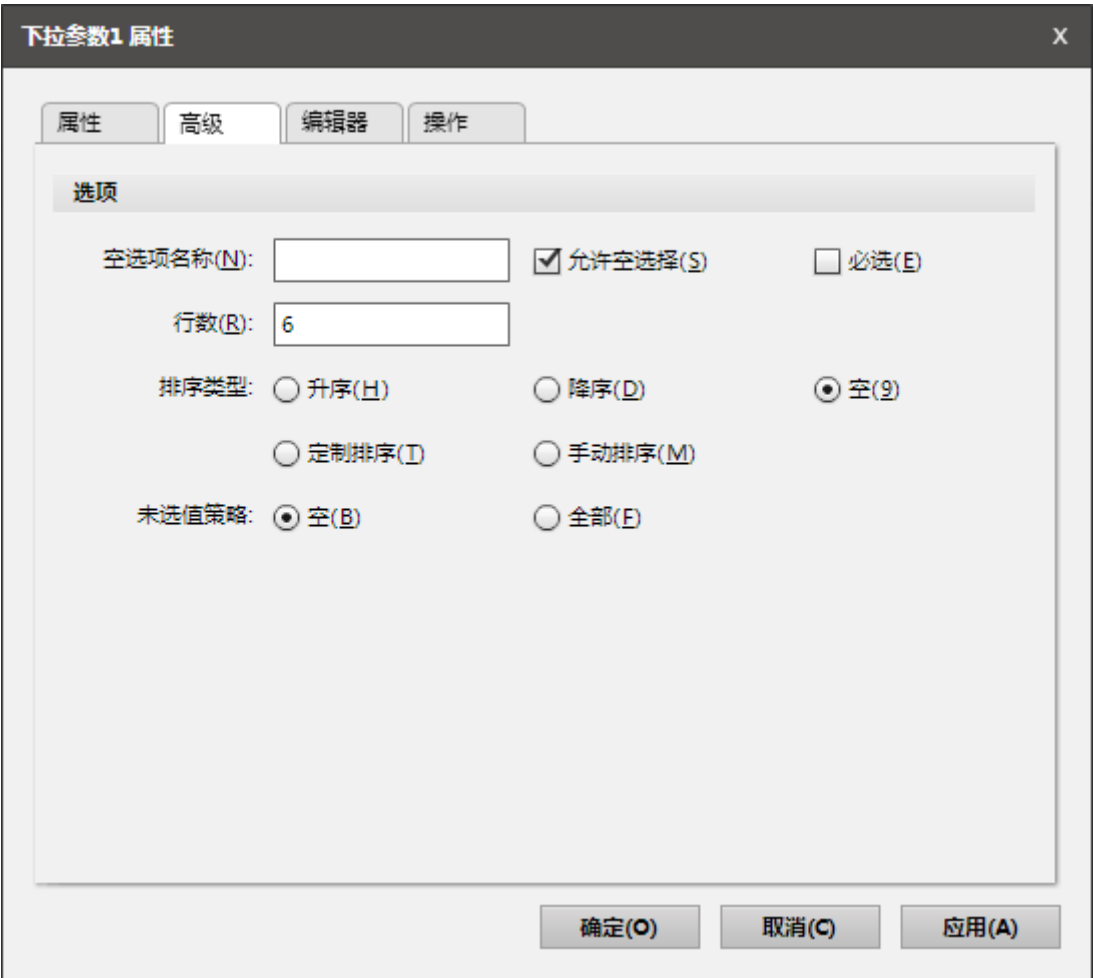 下拉参数1 属性 X
属性 高级 编辑器 操作
选项
空选项名称(N): 允许空选择(S) 必选(E)
行数(R): 6
排序类型: 升序(H) 降序(D) 空(9)
定制排序(T) 手动排序(M)
未选值策略: 空(B) 全部(F)
确定(O) 取消(C) 应用(A)